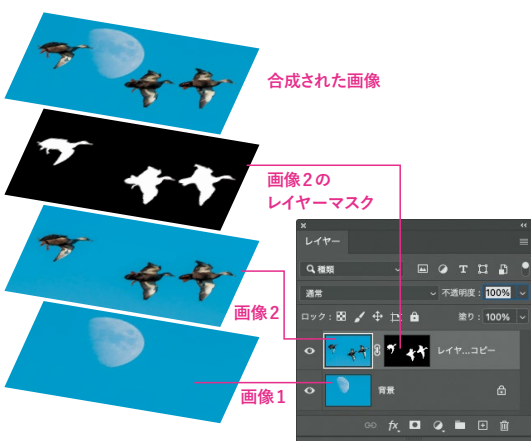 合成された画像
画像2の
レイヤーマスク
画像2
画像1
レイヤー
種類
通常
不透明度：
100%
ロック：
塗り：
100%
レイヤ...コピー
背景
fx